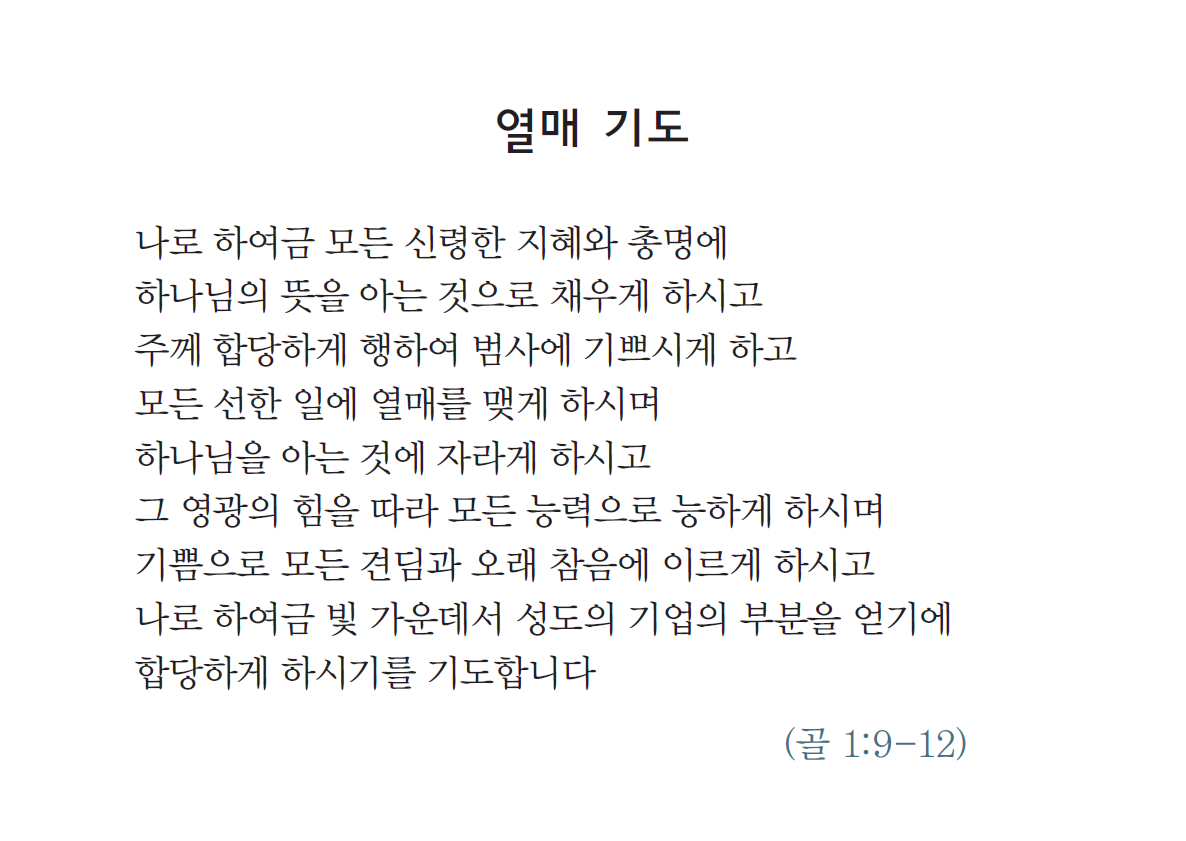 열매 기도
나로 하여금 모든 신령한 지혜와 총명에
하나님의 뜻을 아는 것으로 채우게 하시고
주께 합당하게 행하여 범사에 기쁘시게 하고
모든 선한 일에 열매를 맺게 하시며
하나님을 아는 것에 자라게 하시고
그 영광의 힘을 따라 모든 능력으로 능하게 하시며
기쁨으로 모든 견딤과 오래 참음에 이르게 하시고
나로 하여금 빛 가운데서 성도의 기업의 부분을 얻기에
합당하게 하시기를 기도합니다
(골 1:9-12)